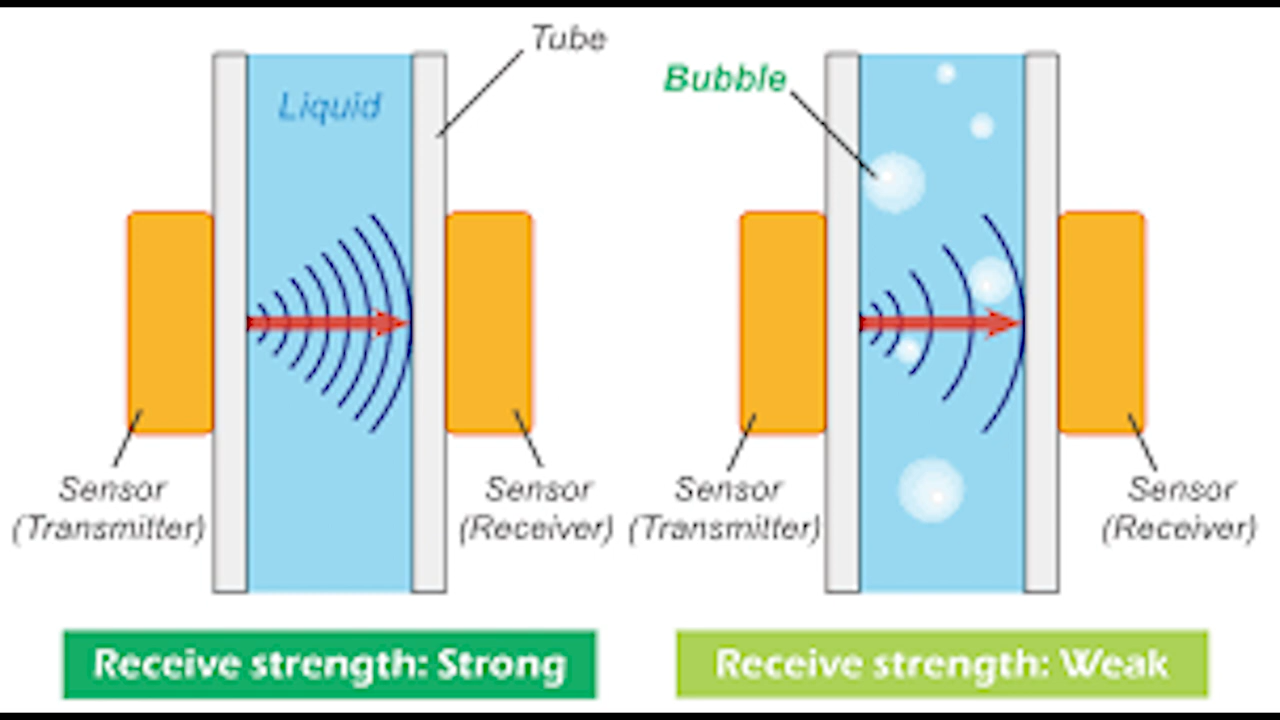 Tube
Liquid
Sensor
(Transmitter)
Sensor
(Receiver)
Receive strength: Strong
Bubble
Sensor
(Transmitter)
Sensor
(Receiver)
Receive strength: Weak